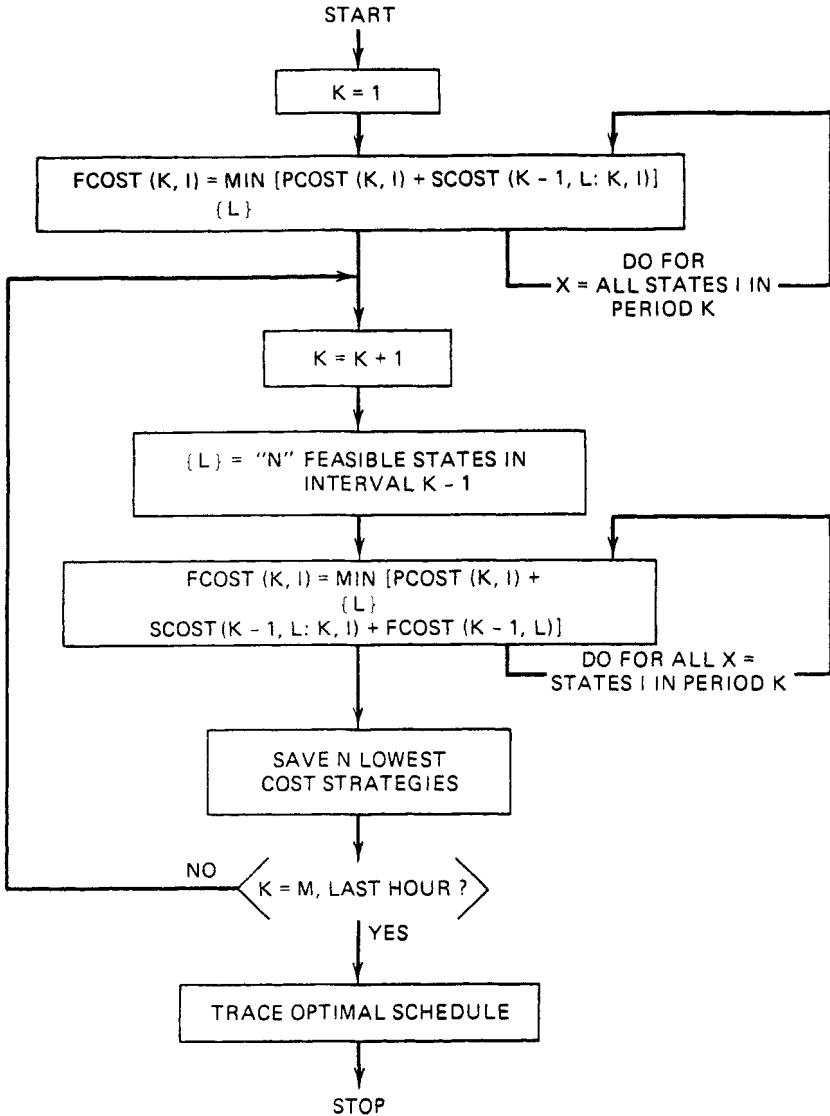 START
K = 1
FCOST (K, I) = MIN [PCOST (K, I) + SCOST (K - 1, L: K, I)]
{L}
DO FOR
X = ALL STATES I IN
PERIOD K
K = K + 1
{L} = "N" FEASIBLE STATES IN
INTERVAL K - 1
FCOST (K, I) = MIN [PCOST (K, I) +
{L}
SCOST (K - 1, L: K, I) + FCOST (K - 1, L)]
DO FOR ALL X =
STATES I IN PERIOD K
SAVE N LOWEST
COST STRATEGIES
NO
K = M, LAST HOUR ?
YES
TRACE OPTIMAL SCHEDULE
STOP